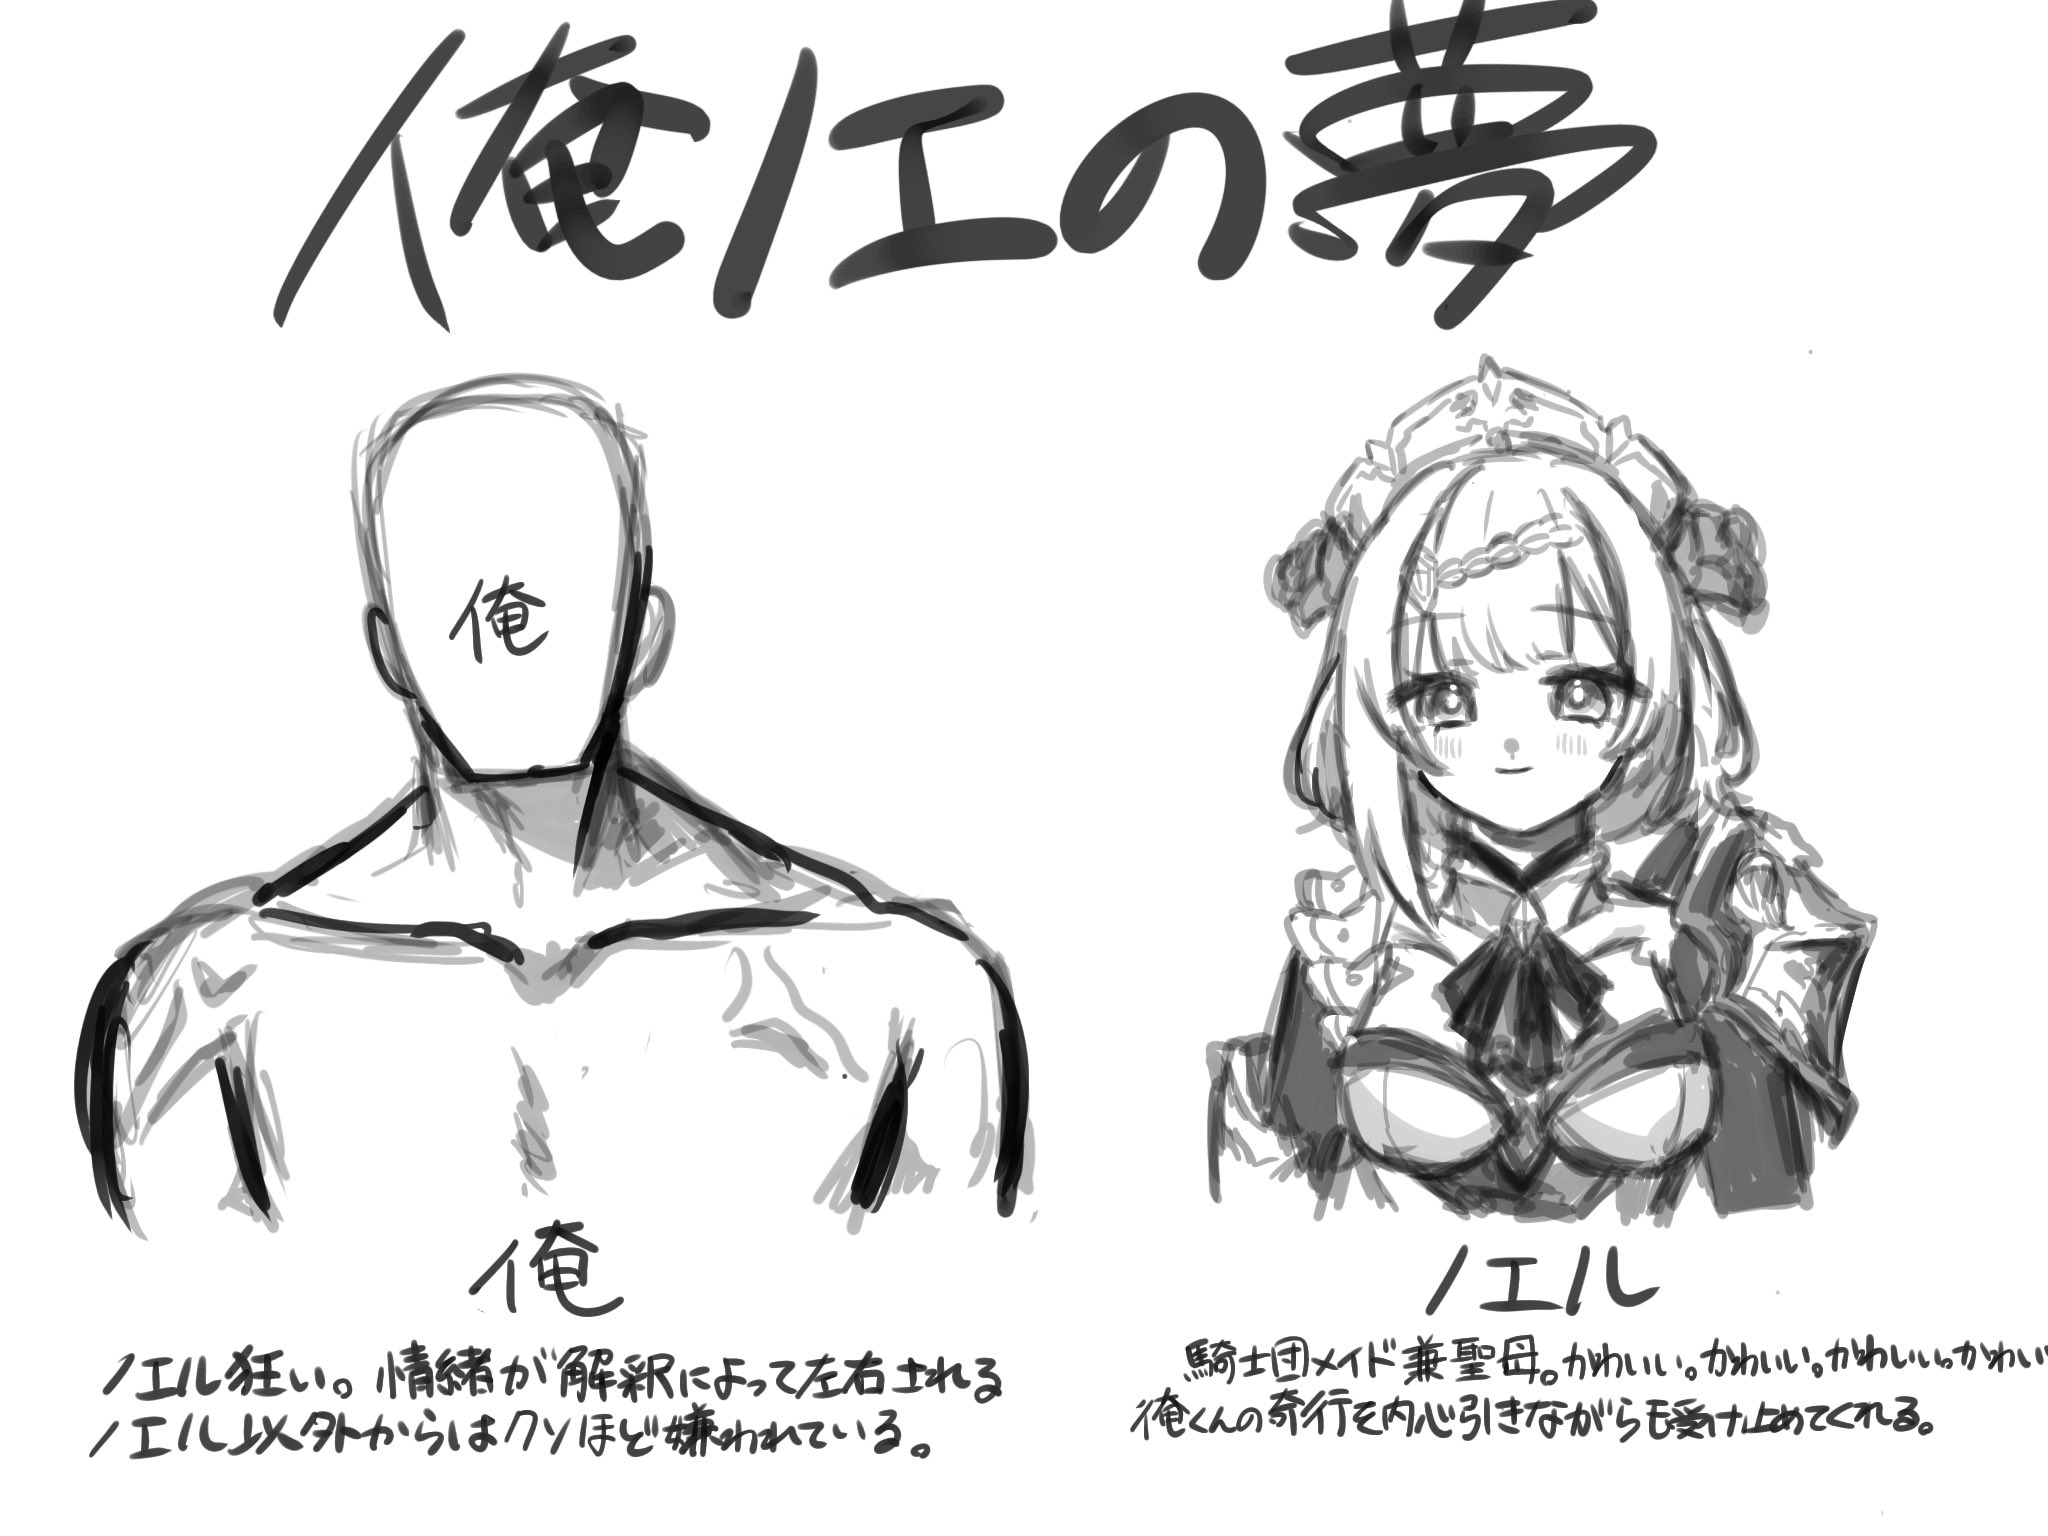 俺ノエの夢
俺
俺
ノエル狂い。情緒が解釈によって左右される
ノエル以外からはクソほど嫌われている。
ノエル
騎士団メイド兼聖母。かわいい。かわいい。かわいい。かわい
俺くんの奇行を内心引きながらも受け止めてくれる。